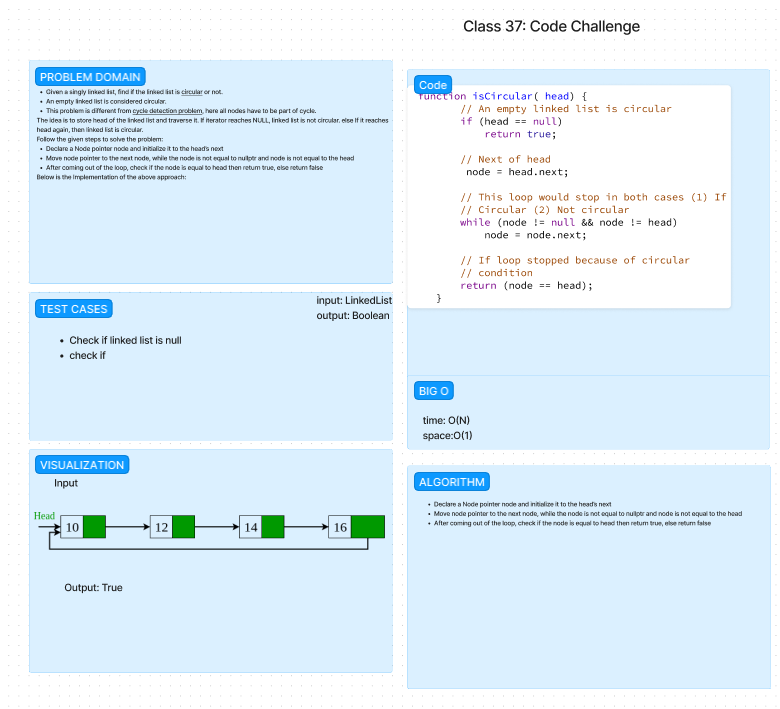 Class 37: Code Challenge
PROBLEM DOMAIN
• Given a singly linked list, find if the linked list is circular or not.
• An empty linked list is considered circular.
• This problem is different from cycle detection problem, here all nodes have to be part of cycle.
The idea is to store head of the linked list and traverse it. If iterator reaches NULL, linked list is not circular. else If it reaches
head again, then linked list is circular.
Follow the given steps to solve the problem:
• Declare a Node pointer node and initialize it to the head's next
• Move node pointer to the next node, while the node is not equal to nullptr and node is not equal to the head
• After coming out of the loop, check if the node is equal to head then return true, else return false
Below is the Implementation of the above approach:
TEST CASES
input: LinkedList
output: Boolean
• Check if linked list is null
• check if
VISUALIZATION
Input
Head
10
12
14
16
Output: True
Code
function isCircular( head) {
// An empty linked list is circular
if (head == null)
return true;
// Next of head
node = head.next;
// This loop would stop in both cases (1) If
// Circular (2) Not circular
while (node != null && node != head)
node = node.next;
// If loop stopped because of circular
// condition
return (node == head);
}
BIG O
time: O(N)
space:O(1)
ALGORITHM
• Declare a Node pointer node and initialize it to the head's next
• Move node pointer to the next node, while the node is not equal to nullptr and node is not equal to the head
• After coming out of the loop, check if the node is equal to head then return true, else return false